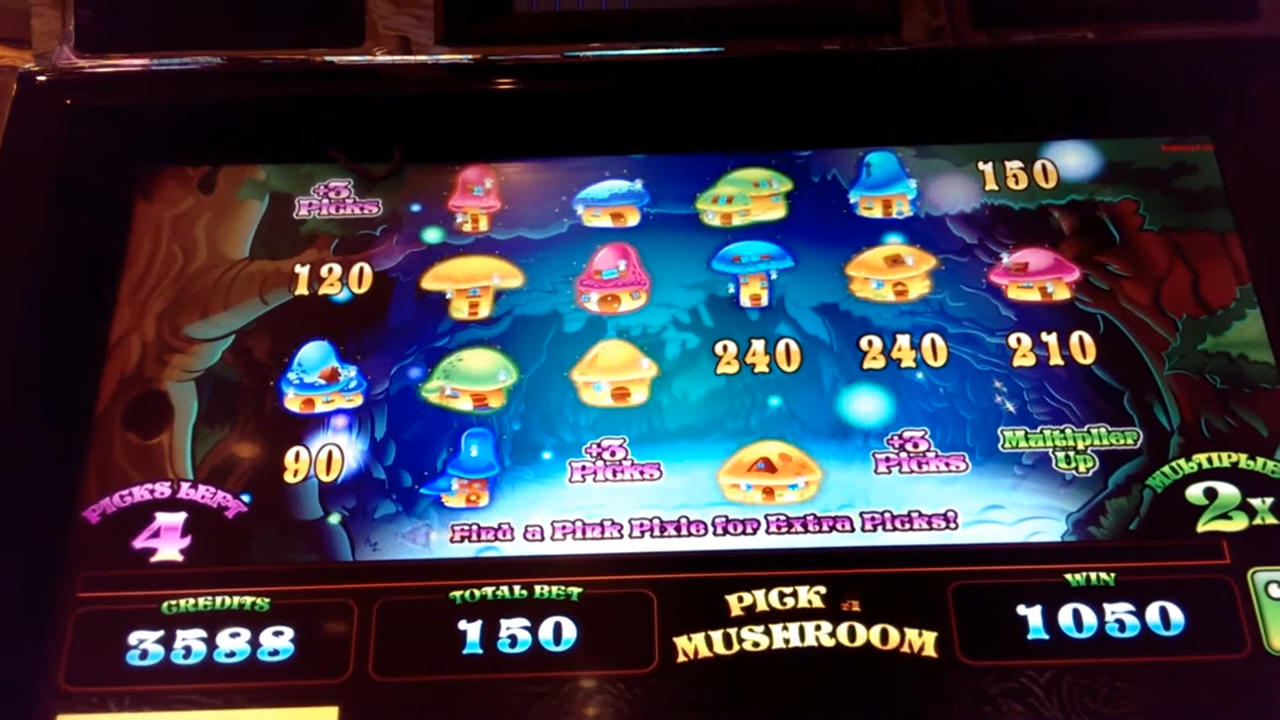 +3 Picks
150
120
240
240
210
90
+3 Picks
+3 Picks
Multiplier Up
PICKS LEFT
4
MULTIPLIE
2x
Find a Pink Pixie for Extra Picks!
CREDITS
3588
TOTAL BET
150
PICK a
MUSHROOM
WIN
1050